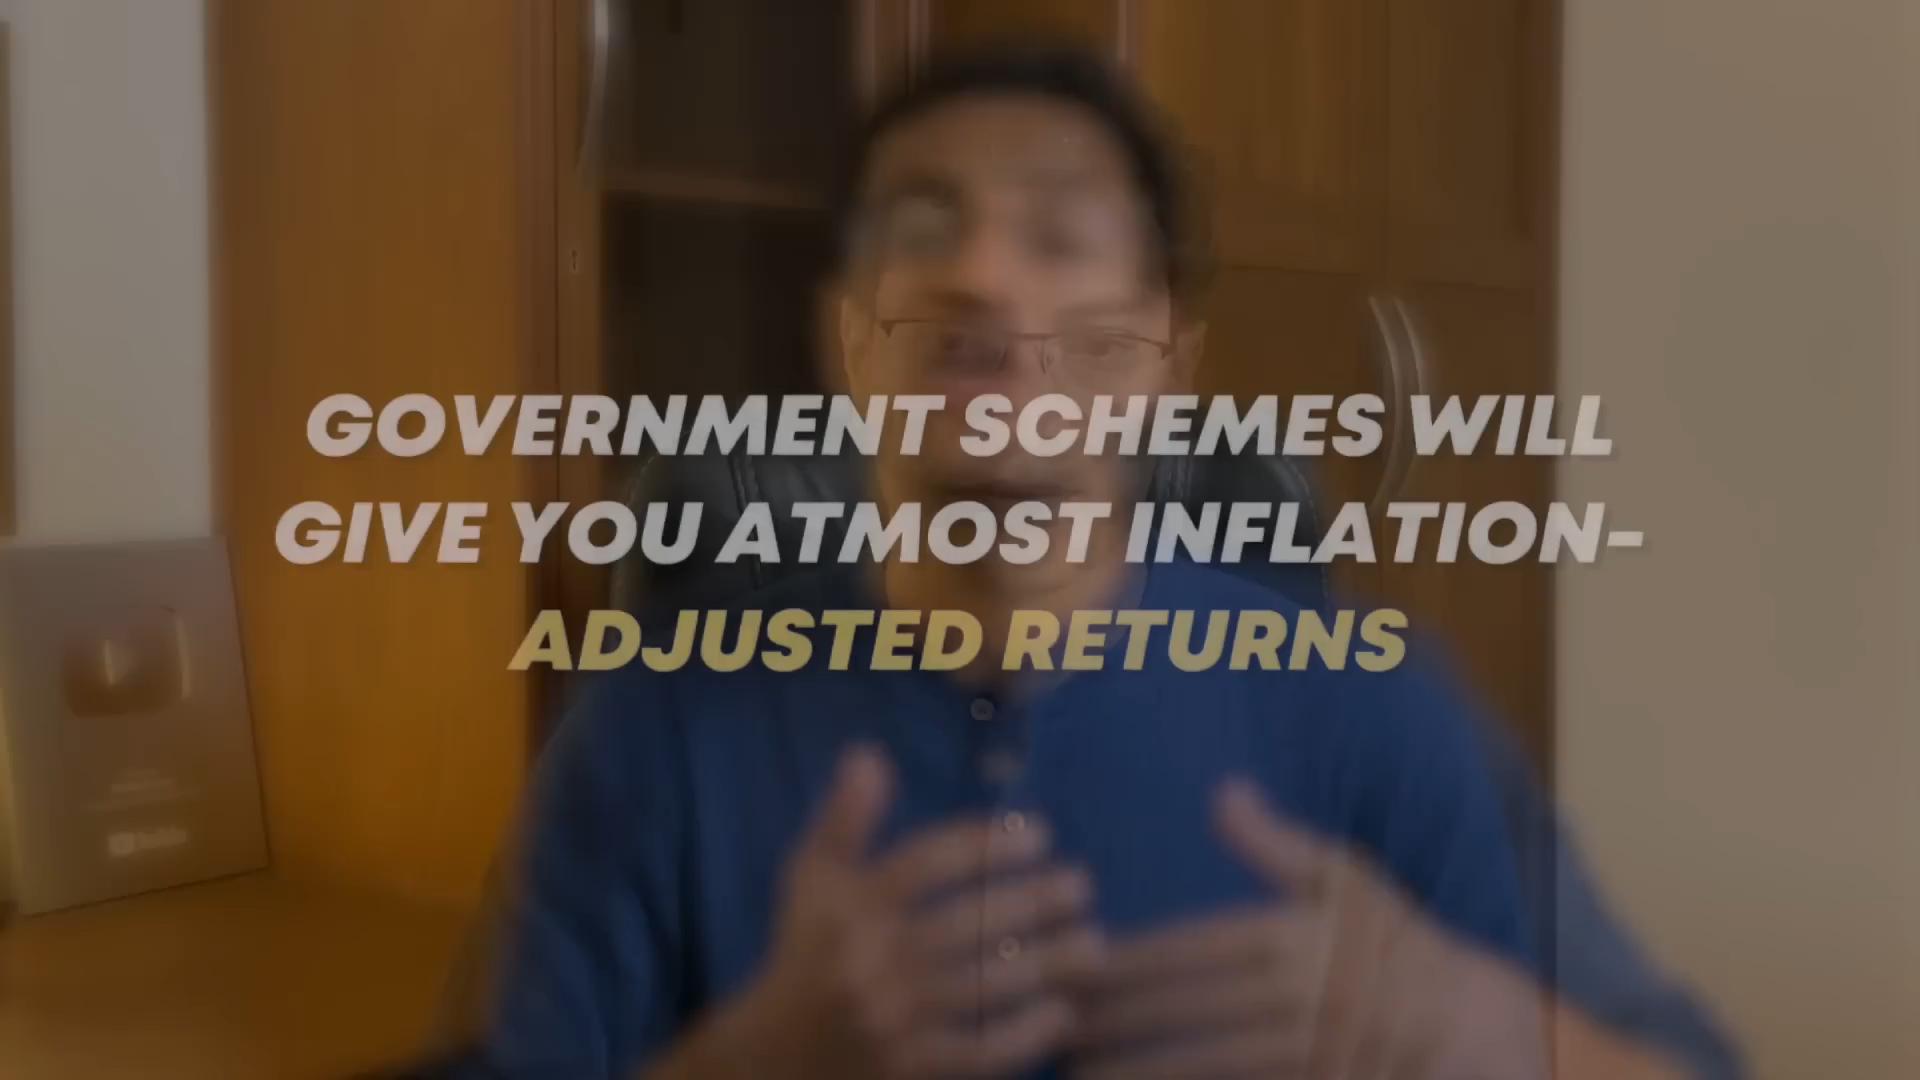 GOVERNMENT SCHEMES WILL
GIVE YOU ATMOST INFLATION-
ADJUSTED RETURNS